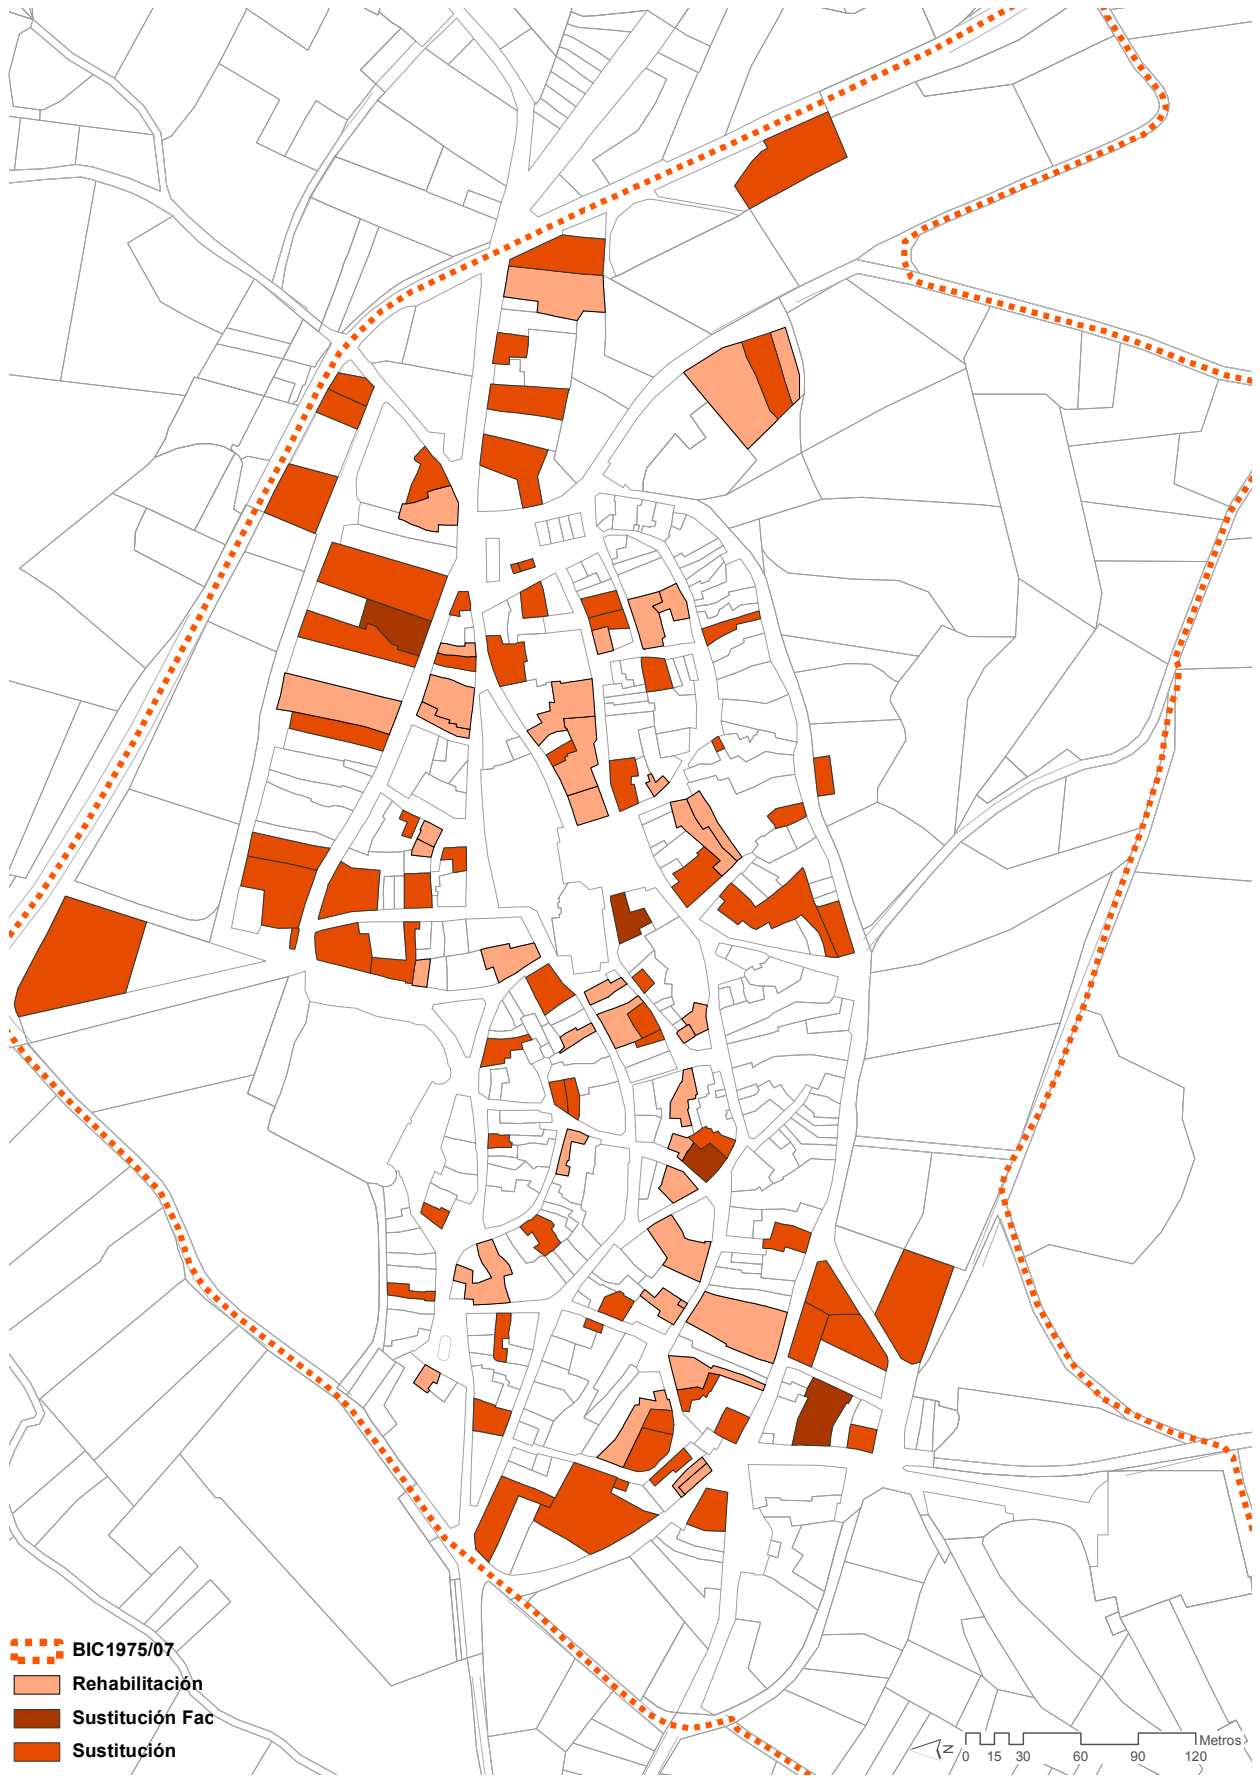 BIC1975/07
Rehabilitación
Sustitución Fac
Sustitución
N
Metros
0 15 30 60 90 120